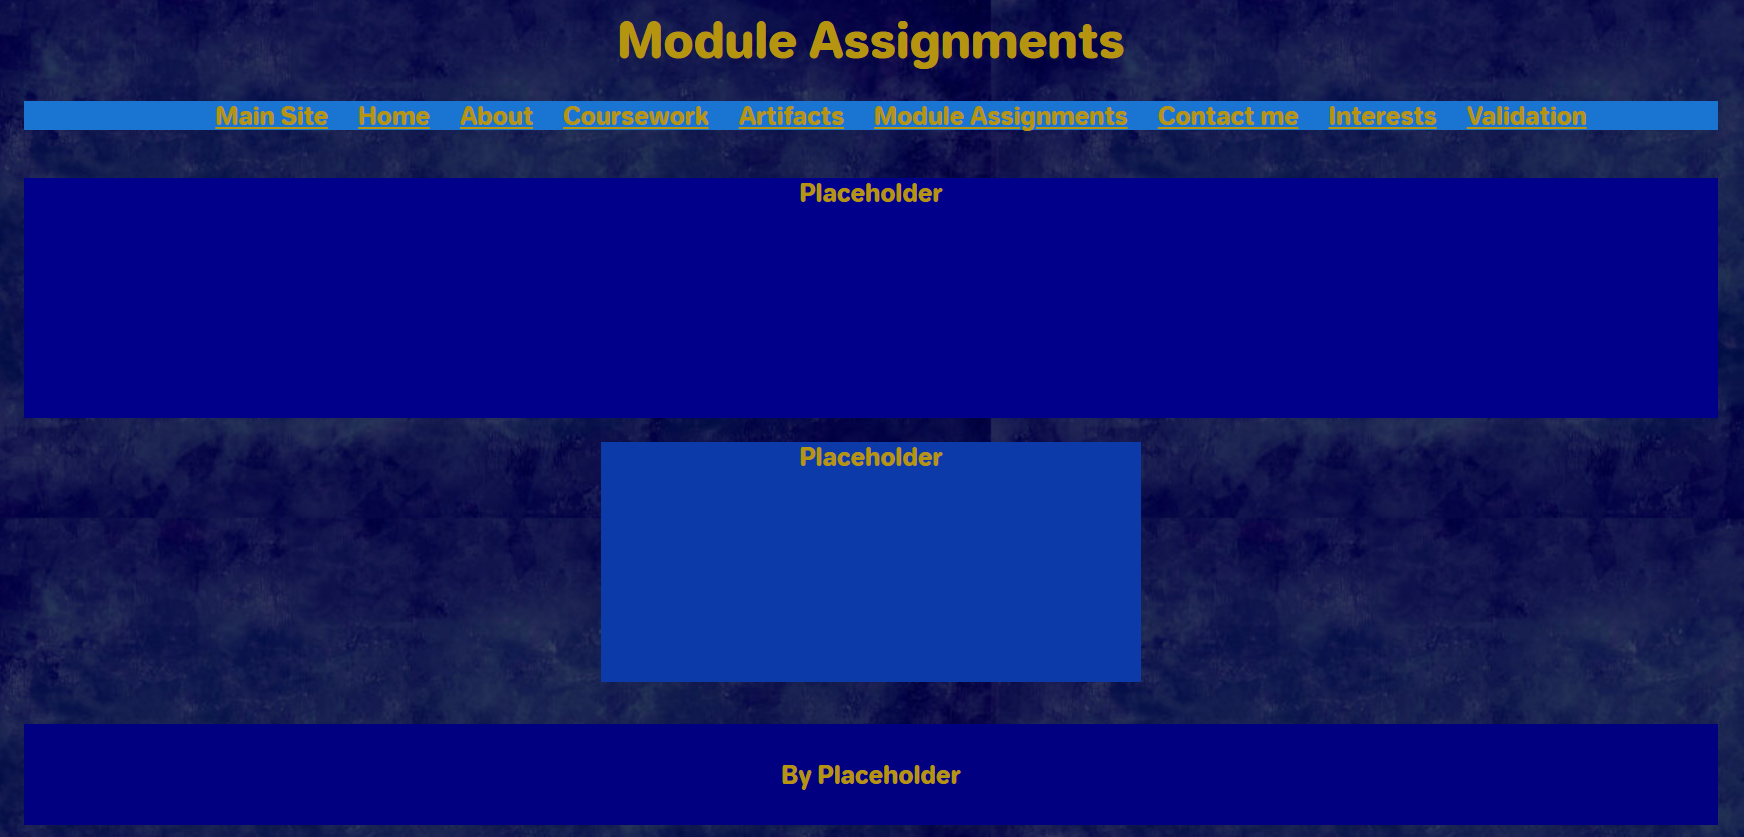 Module Assignments
Main Site Home About Coursework Artifacts Module Assignments Contact me Interests Validation
Placeholder
Placeholder
By Placeholder